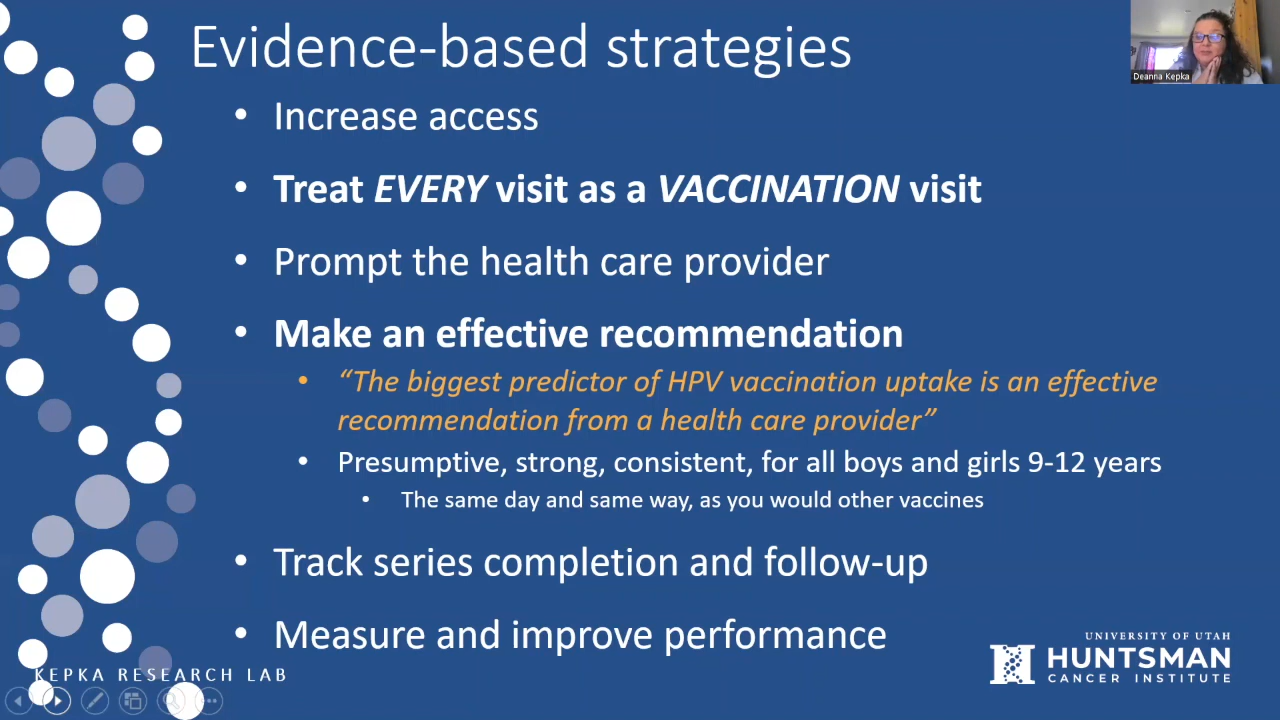 Evidence-based strategies
Deanna Kepka
• Increase access
• Treat EVERY visit as a VACCINATION visit
• Prompt the health care provider
• Make an effective recommendation
• “The biggest predictor of HPV vaccination uptake is an effective
recommendation from a health care provider”
• Presumptive, strong, consistent, for all boys and girls 9-12 years
• The same day and same way, as you would other vaccines
• Track series completion and follow-up
• Measure and improve performance
KEPKA RESEARCH LAB
UNIVERSITY OF UTAH
HUNTSMAN
CANCER INSTITUTE